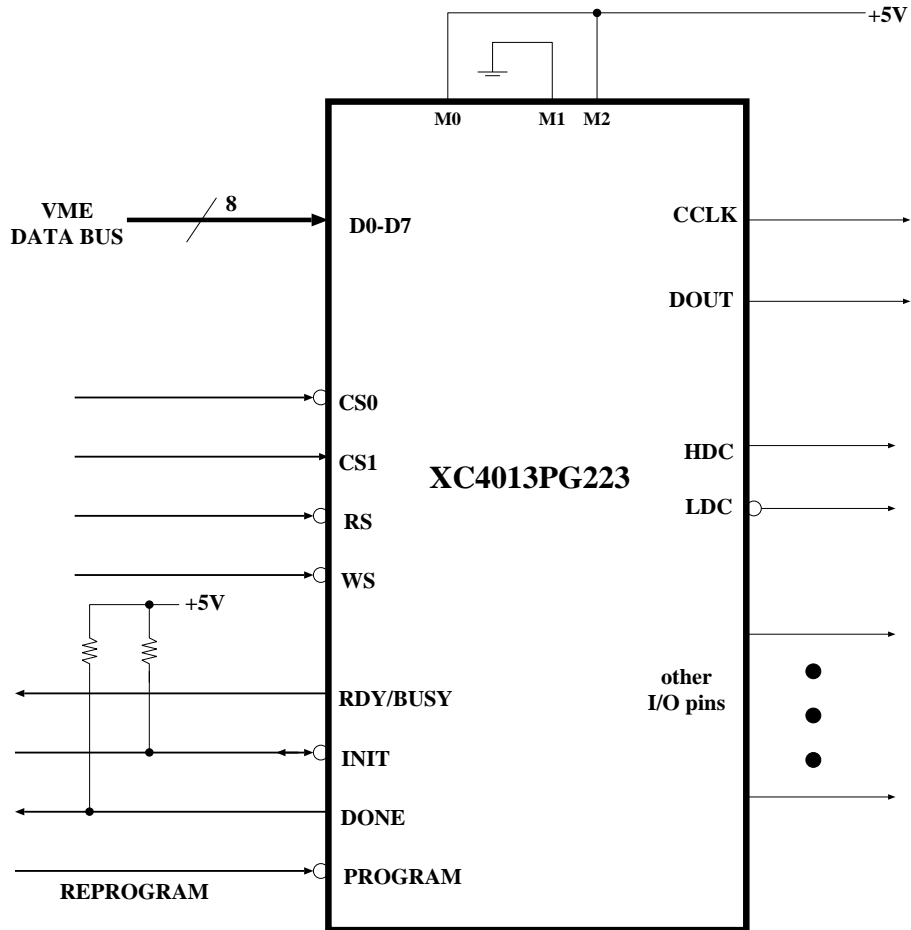 +5V
M0
M1
M2
8
VME
DATA BUS
D0-D7
CCLK
DOUT
CS0
CS1
HDC
XC4013PG223
LDC
RS
WS
+5V
other
I/O pins
RDY/BUSY
INIT
DONE
PROGRAM
REPROGRAM